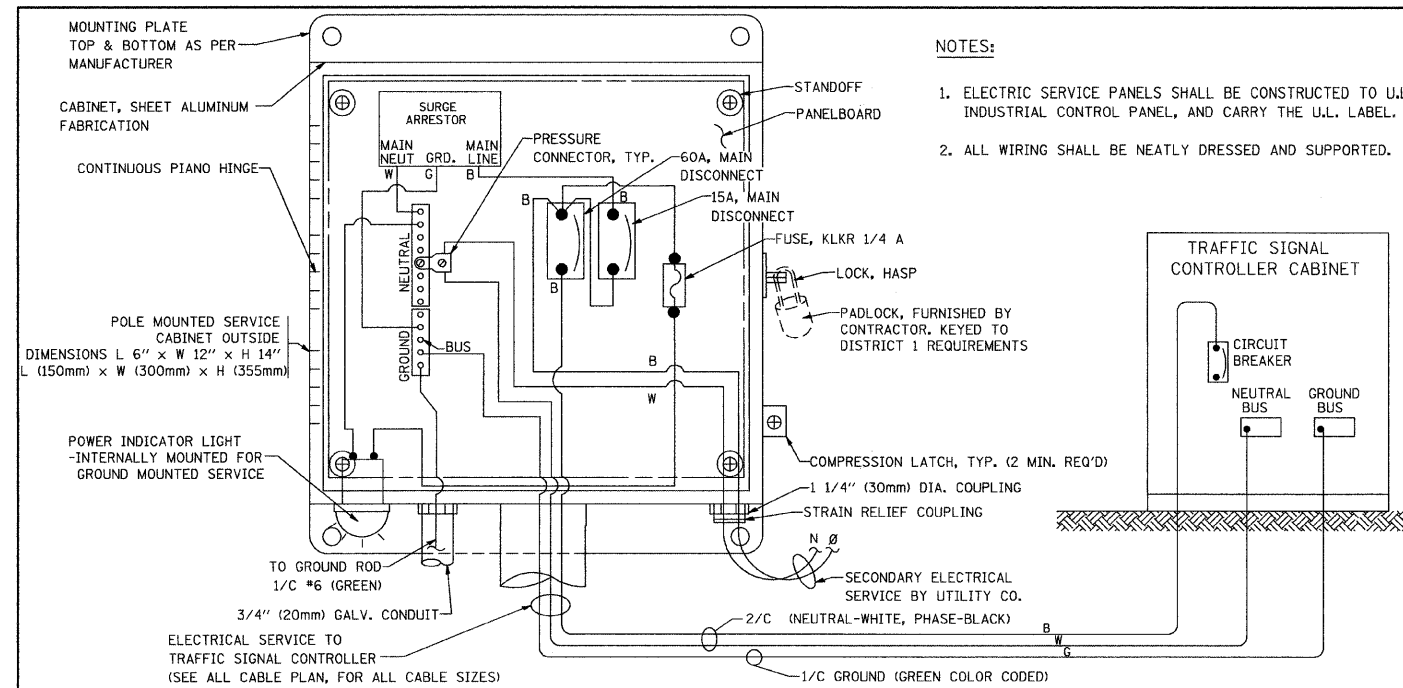 MOUNTING PLATE
TOP & BOTTOM AS PER
MANUFACTURER
CABINET, SHEET ALUMINUM
FABRICATION
CONTINUOUS PIANO HINGE
POLE MOUNTED SERVICE
CABINET OUTSIDE
DIMENSIONS L 6" x W 12" x H 14"
L (150mm) x W (300mm) x H (355mm)
POWER INDICATOR LIGHT
-INTERNALLY MOUNTED FOR
GROUND MOUNTED SERVICE
TO GROUND ROD
1/C #6 (GREEN)
3/4" (20mm) GALV. CONDUIT
ELECTRICAL SERVICE TO
TRAFFIC SIGNAL CONTROLLER
(SEE ALL CABLE PLAN, FOR ALL CABLE SIZES)
SURGE
ARRESTOR
MAIN
NEUT
GRD.
MAIN
LINE
W
G
B
NEUTRAL
GROUND
BUS
PRESSURE
CONNECTOR, TYP.
B
B
B
B
W
STANDOFF
PANELBOARD
60A, MAIN
DISCONNECT
15A, MAIN
DISCONNECT
FUSE, KLKR 1/4 A
LOCK, HASP
PADLOCK, FURNISHED BY
CONTRACTOR. KEYED TO
DISTRICT 1 REQUIREMENTS
COMPRESSION LATCH, TYP. (2 MIN. REQ'D)
1 1/4" (30mm) DIA. COUPLING
STRAIN RELIEF COUPLING
N Ø
SECONDARY ELECTRICAL
SERVICE BY UTILITY CO.
2/C (NEUTRAL-WHITE, PHASE-BLACK)
B
W
G
1/C GROUND (GREEN COLOR CODED)
NOTES:
1. ELECTRIC SERVICE PANELS SHALL BE CONSTRUCTED TO U.L
INDUSTRIAL CONTROL PANEL, AND CARRY THE U.L. LABEL.
2. ALL WIRING SHALL BE NEATLY DRESSED AND SUPPORTED.
TRAFFIC SIGNAL
CONTROLLER CABINET
CIRCUIT
BREAKER
NEUTRAL
BUS
GROUND
BUS